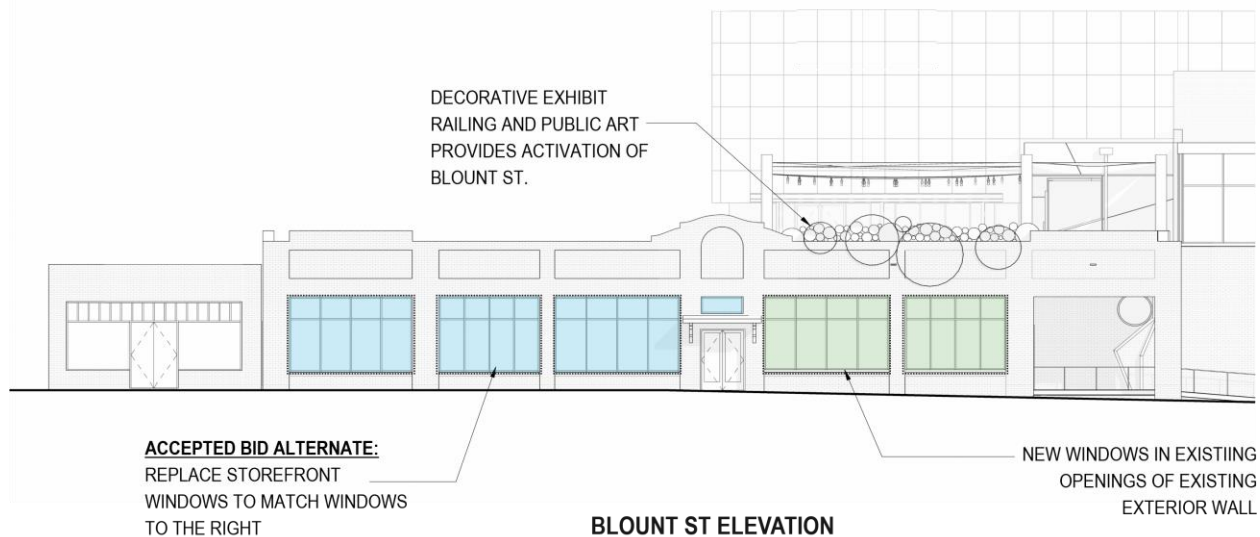 DECORATIVE EXHIBIT
RAILING AND PUBLIC ART
PROVIDES ACTIVATION OF
BLOUNT ST.
ACCEPTED BID ALTERNATE:
REPLACE STOREFRONT
WINDOWS TO MATCH WINDOWS
TO THE RIGHT
NEW WINDOWS IN EXISTIING
OPENINGS OF EXISTING
EXTERIOR WALL
BLOUNT ST ELEVATION